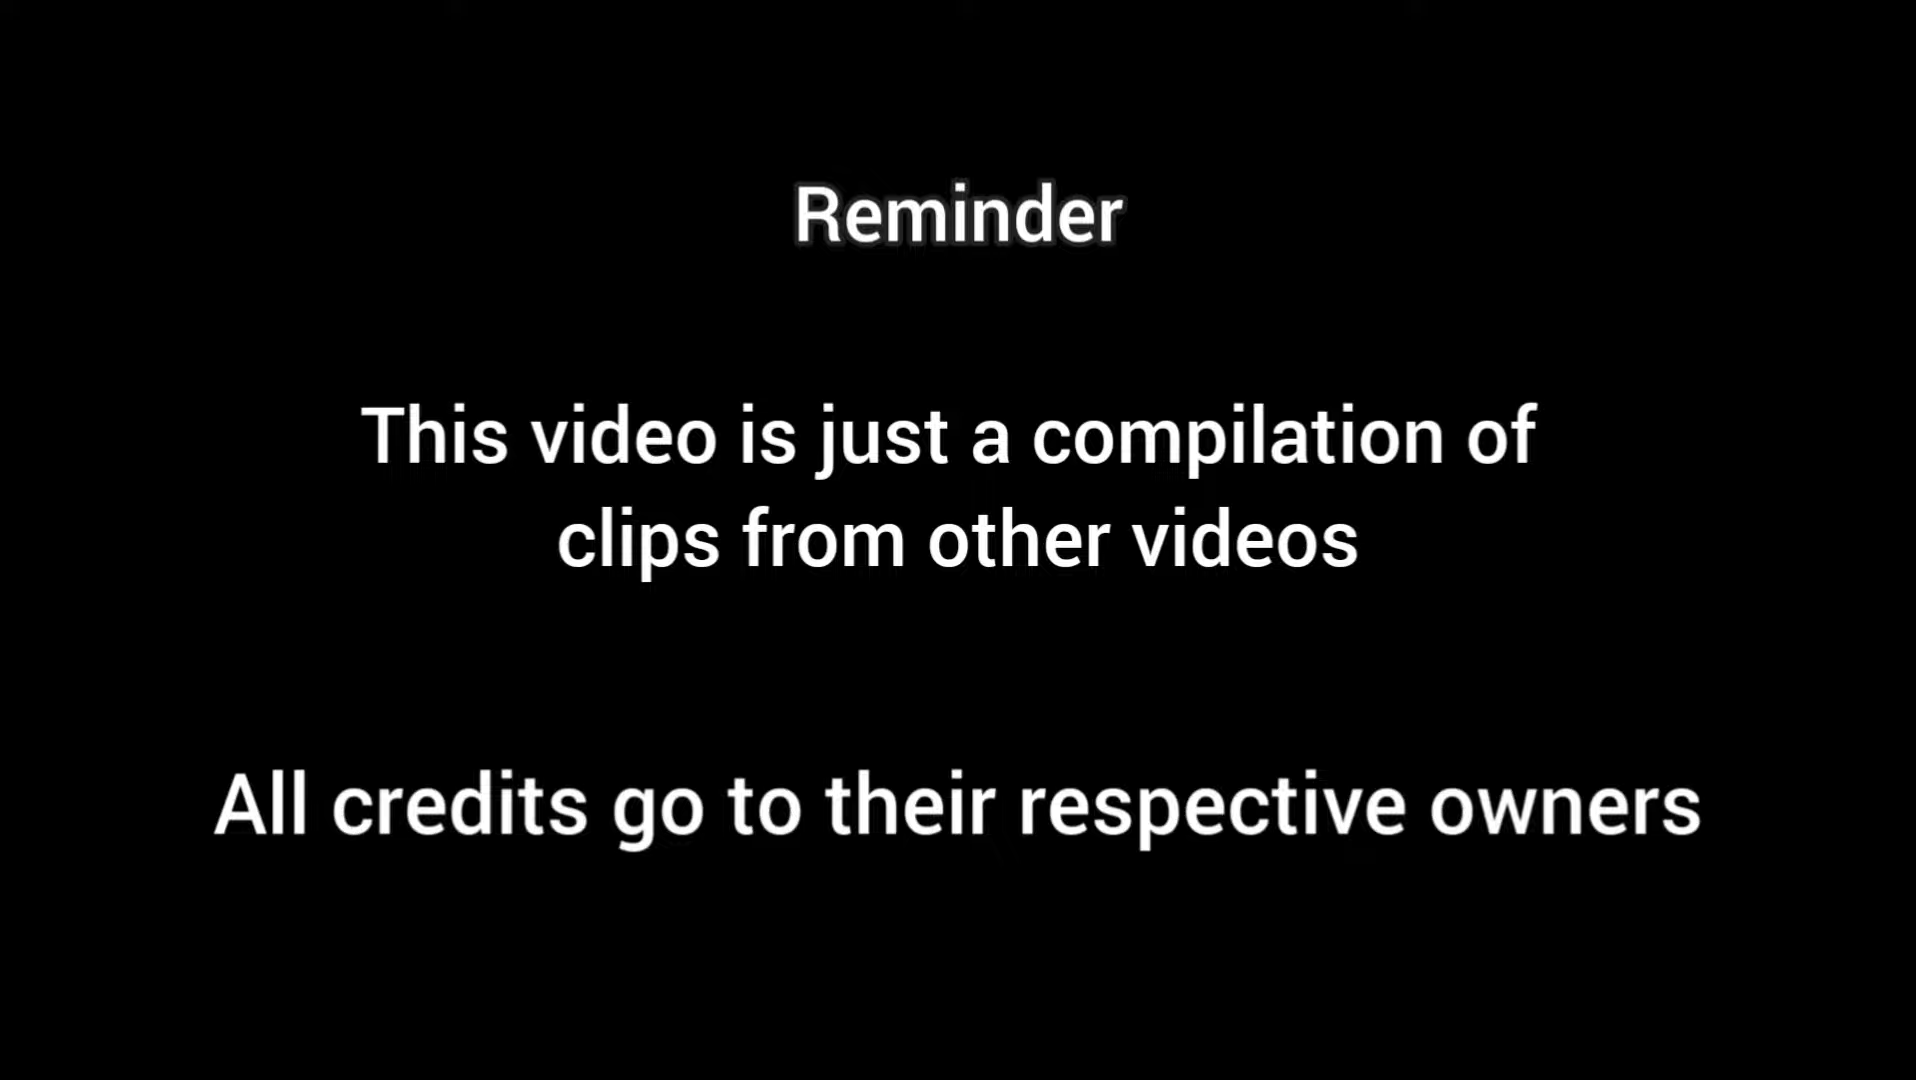 Reminder
This video is just a compilation of
clips from other videos
All credits go to their respective owners